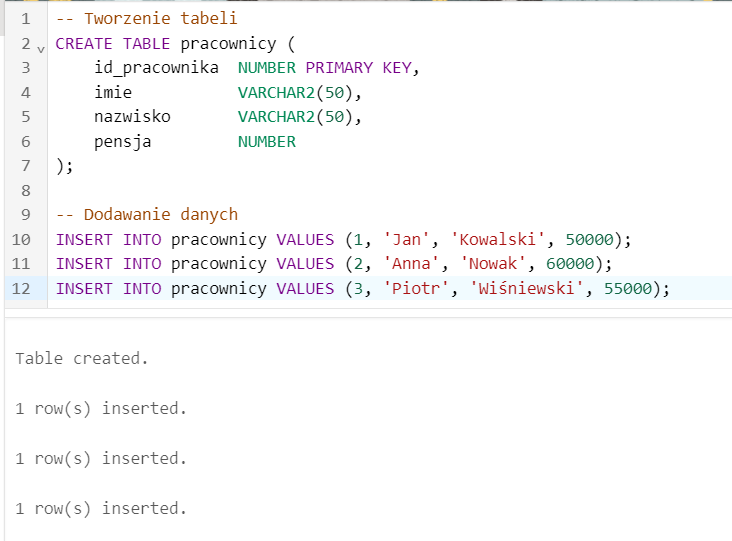 1 -- Tworzenie tabeli
2 CREATE TABLE pracownicy (
3     id_pracownika  NUMBER PRIMARY KEY,
4     imie           VARCHAR2(50),
5     nazwisko       VARCHAR2(50),
6     pensja         NUMBER
7 );
8
9 -- Dodawanie danych
10 INSERT INTO pracownicy VALUES (1, 'Jan', 'Kowalski', 50000);
11 INSERT INTO pracownicy VALUES (2, 'Anna', 'Nowak', 60000);
12 INSERT INTO pracownicy VALUES (3, 'Piotr', 'Wiśniewski', 55000);
Table created.
1 row(s) inserted.
1 row(s) inserted.
1 row(s) inserted.